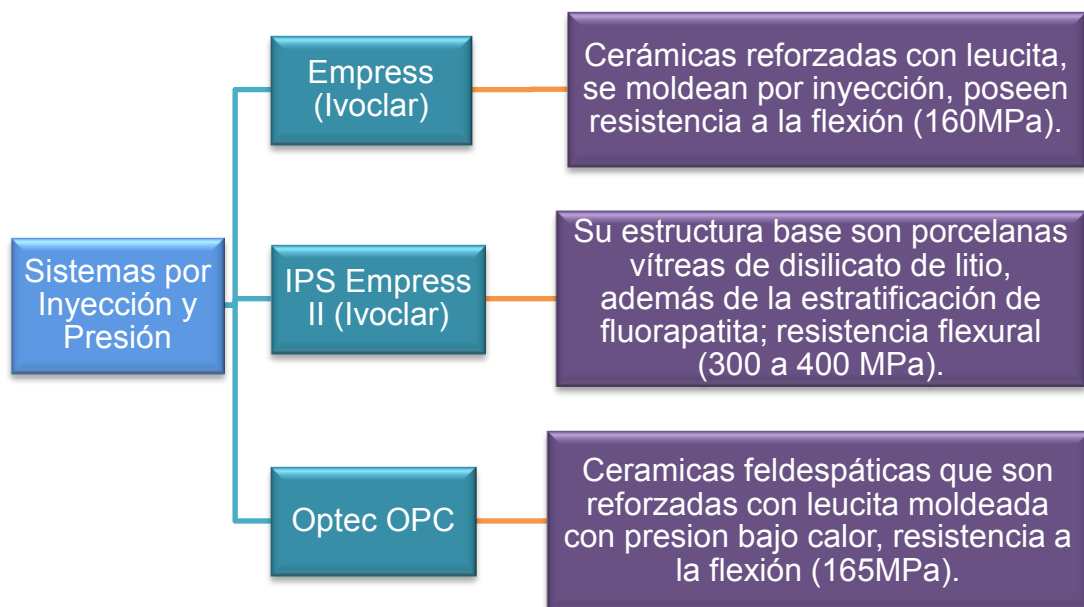 Sistemas por
Inyección y
Presión
Empress
(Ivoclar)
Cerámicas reforzadas con leucita,
se moldean por inyección, poseen
resistencia a la flexión (160MPa).
IPS Empress
II (Ivoclar)
Su estructura base son porcelanas
vítreas de disilicato de litio,
además de la estratificación de
fluorapatita; resistencia flexural
(300 a 400 MPa).
Optec OPC
Ceramicas feldespáticas que son
reforzadas con leucita moldeada
con presion bajo calor, resistencia a
la flexión (165MPa).